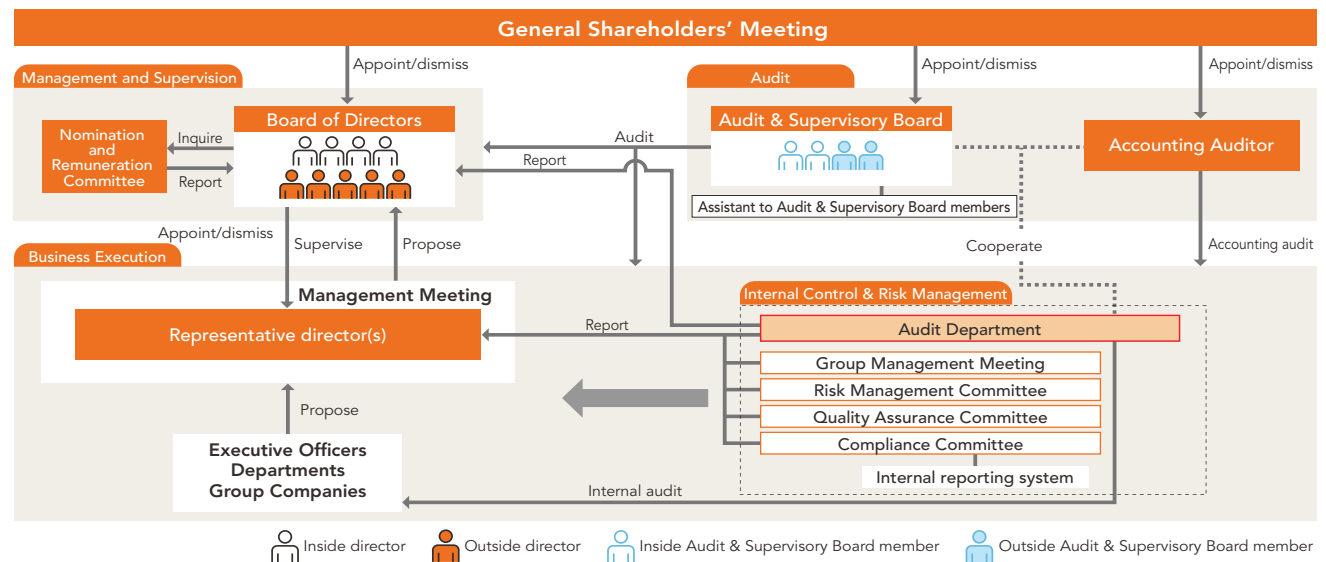 General Shareholders’ Meeting
Management and Supervision
Appoint/dismiss
Audit
Appoint/dismiss
Appoint/dismiss
Nomination
and
Remuneration
Committee
Inquire
Report
Board of Directors
Audit
Report
Audit & Supervisory Board
Assistant to Audit & Supervisory Board members
Accounting Auditor
Cooperate
Accounting audit
Appoint/dismiss
Supervise
Propose
Business Execution
Management Meeting
Representative director(s)
Report
Internal Control & Risk Management
Audit Department
Group Management Meeting
Risk Management Committee
Quality Assurance Committee
Compliance Committee
Internal reporting system
Propose
Executive Officers
Departments
Group Companies
Internal audit
Inside director
Outside director
Inside Audit & Supervisory Board member
Outside Audit & Supervisory Board member